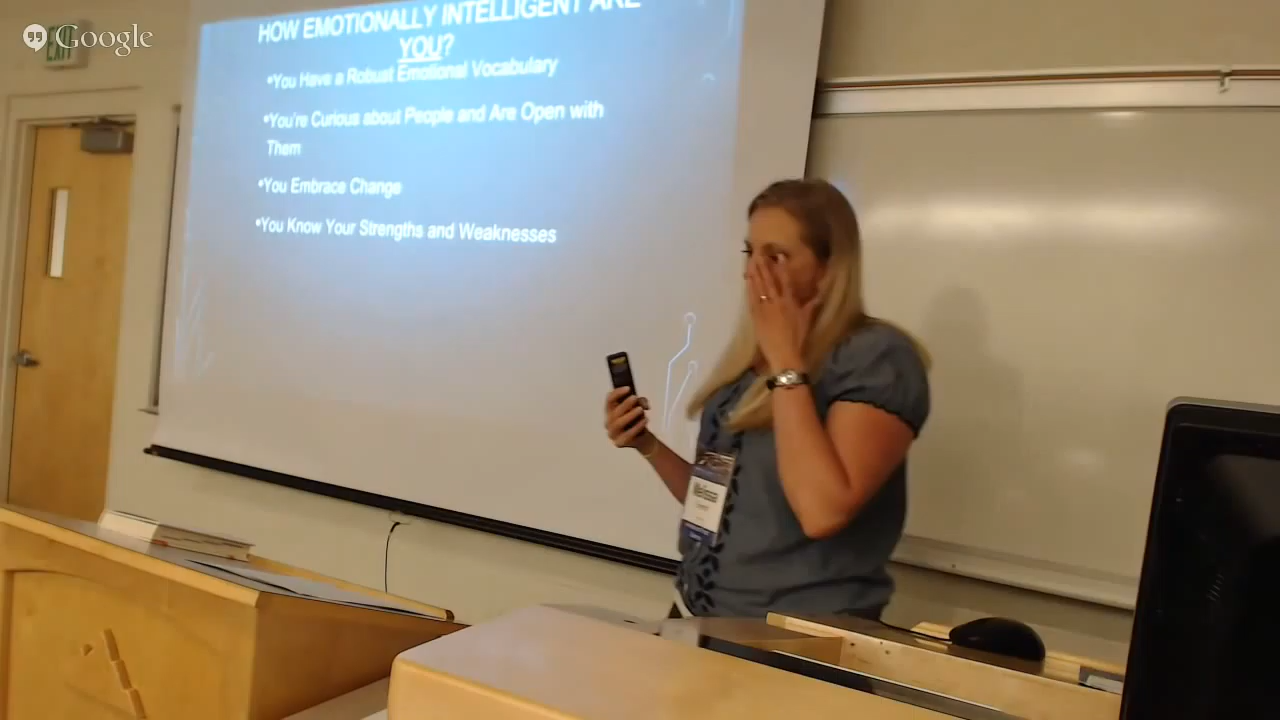 Google
EXIT
HOW EMOTIONALLY INTELLIGENT ARE
YOU?
•You Have a Robust Emotional Vocabulary
•You're Curious about People and Are Open with
Them
•You Embrace Change
•You Know Your Strengths and Weaknesses
Melissa